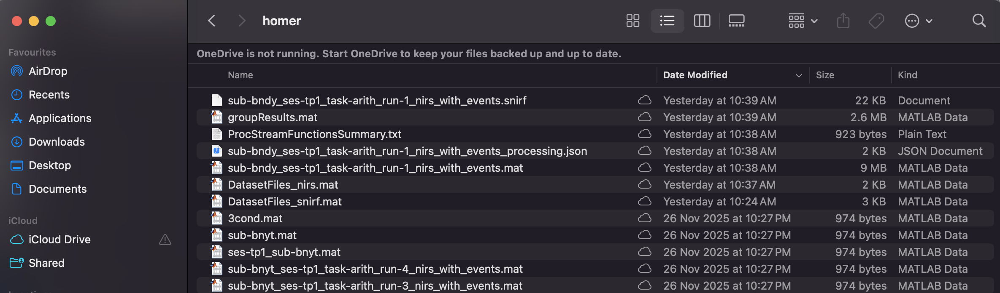 homer
Favourites
AirDrop
Recents
Applications
Downloads
Desktop
Documents
iCloud
iCloud Drive
Shared
OneDrive is not running. Start OneDrive to keep your files backed up and up to date.
Name Date Modified Size Kind
sub-bndy_ses-tp1_task-arith_run-1_nirs_with_events.snirf Yesterday at 10:39 AM 22 KB Document
groupResults.mat Yesterday at 10:39 AM 2.6 MB MATLAB Data
ProcStreamFunctionsSummary.txt Yesterday at 10:38 AM 923 bytes Plain Text
sub-bndy_ses-tp1_task-arith_run-1_nirs_with_events_processing.json Yesterday at 10:38 AM 2 KB JSON Document
sub-bndy_ses-tp1_task-arith_run-1_nirs_with_events.mat Yesterday at 10:38 AM 9 MB MATLAB Data
DatasetFiles_nirs.mat Yesterday at 10:37 AM 2 KB MATLAB Data
DatasetFiles_snirf.mat Yesterday at 10:24 AM 3 KB MATLAB Data
3cond.mat 26 Nov 2025 at 10:27 PM 974 bytes MATLAB Data
sub-bnyt.mat 26 Nov 2025 at 10:27 PM 974 bytes MATLAB Data
ses-tp1_sub-bnyt.mat 26 Nov 2025 at 10:27 PM 974 bytes MATLAB Data
sub-bnyt_ses-tp1_task-arith_run-4_nirs_with_events.mat 26 Nov 2025 at 10:27 PM 974 bytes MATLAB Data
sub-bnyt_ses-tp1_task-arith_run-3_nirs_with_events.mat 26 Nov 2025 at 10:27 PM 974 bytes MATLAB Data